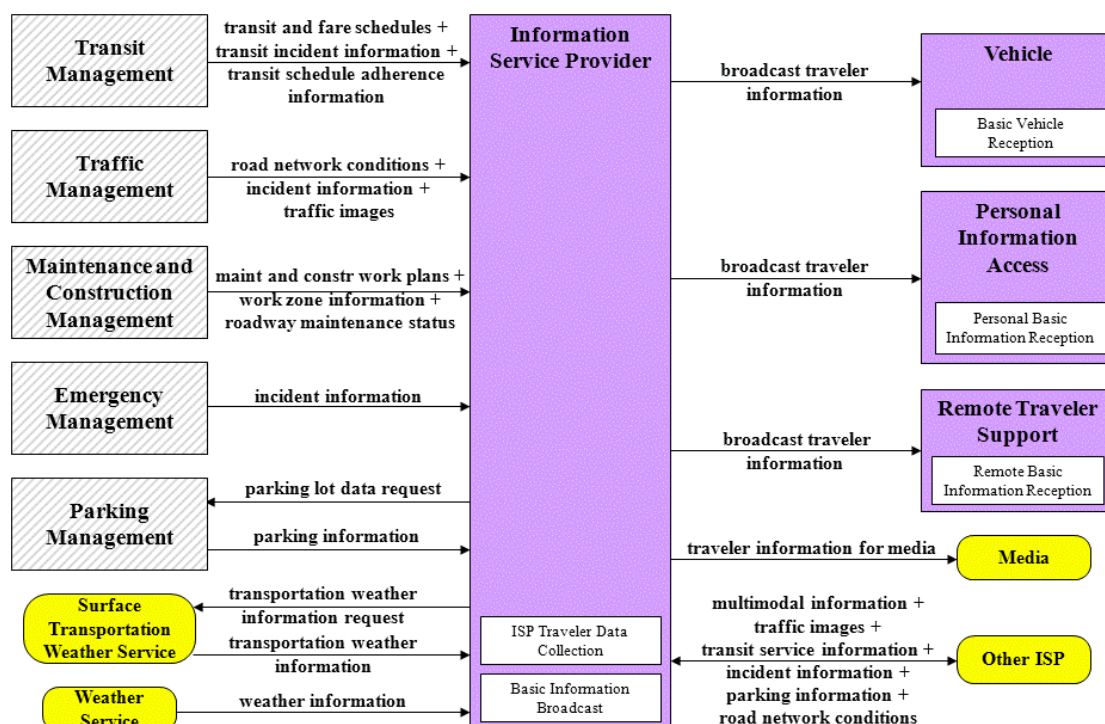 Transit
Management
transit and fare schedules +
transit incident information +
transit schedule adherence
information
Information
Service Provider
broadcast traveler
information
Vehicle
Basic Vehicle
Reception
Traffic
Management
road network conditions +
incident information +
traffic images
Personal
Information
Access
broadcast traveler
information
Personal Basic
Information Reception
Maintenance and
Construction
Management
maint and constr work plans +
work zone information +
roadway maintenance status
Emergency
Management
incident information
Remote Traveler
Support
broadcast traveler
information
Remote Basic
Information Reception
Parking
Management
parking lot data request
parking information
traveler information for media
Media
Surface
Transportation
Weather Service
transportation weather
information request
transportation weather
information
ISP Traveler Data
Collection
multimodal information +
traffic images +
transit service information +
incident information +
parking information +
road network conditions
Other ISP
Weather
Service
weather information
Basic Information
Broadcast